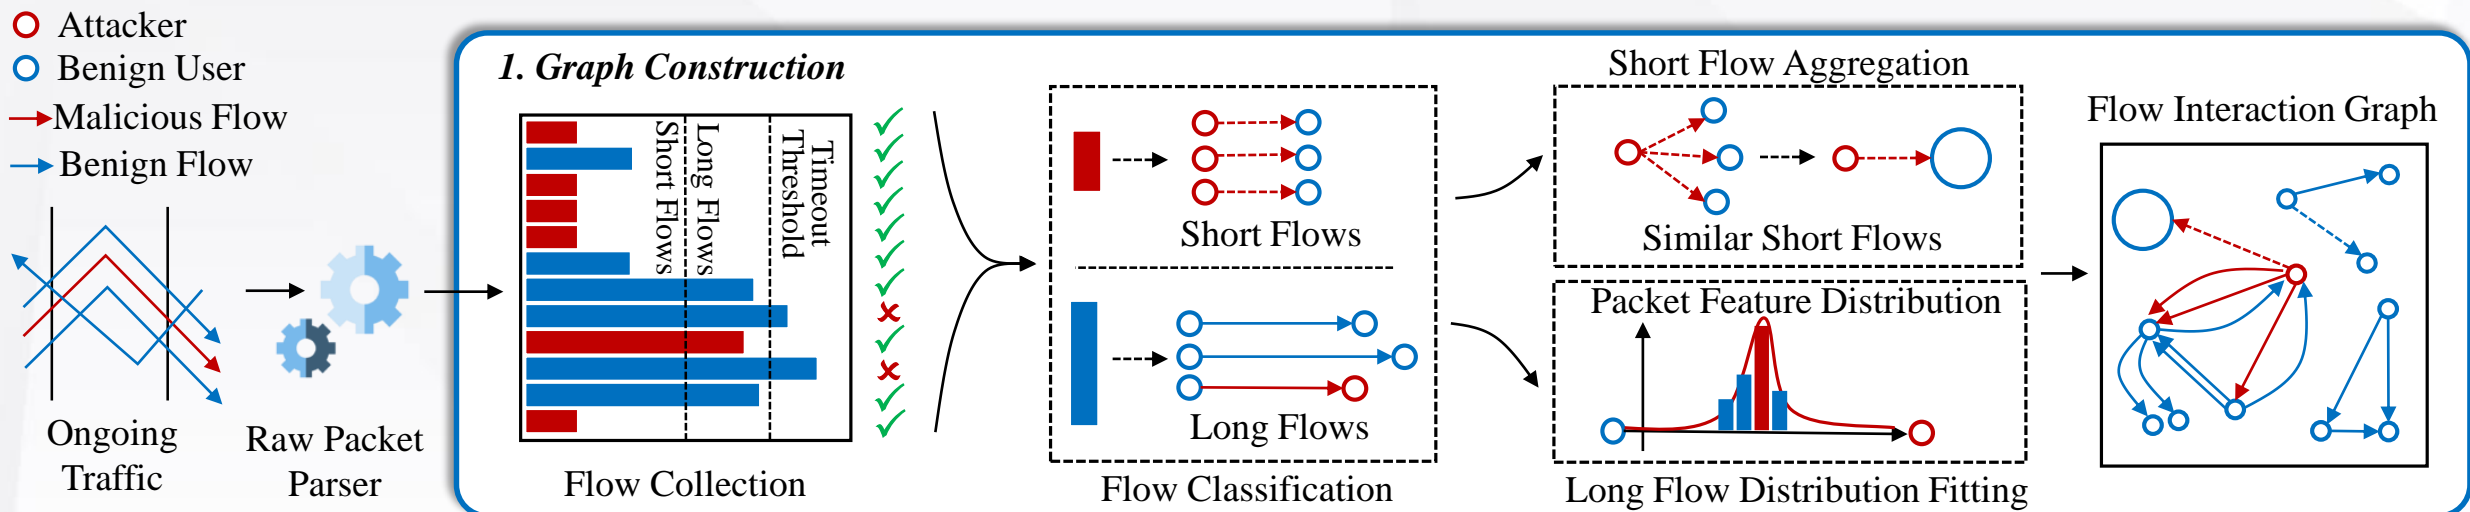 Attacker
Benign User
Malicious Flow
Benign Flow
Ongoing
Traffic
Raw Packet
Parser
1. Graph Construction
Short Flows
Long Flows
Timeout
Threshold
Flow Collection
Short Flows
Long Flows
Flow Classification
Short Flow Aggregation
Similar Short Flows
Packet Feature Distribution
Long Flow Distribution Fitting
Flow Interaction Graph